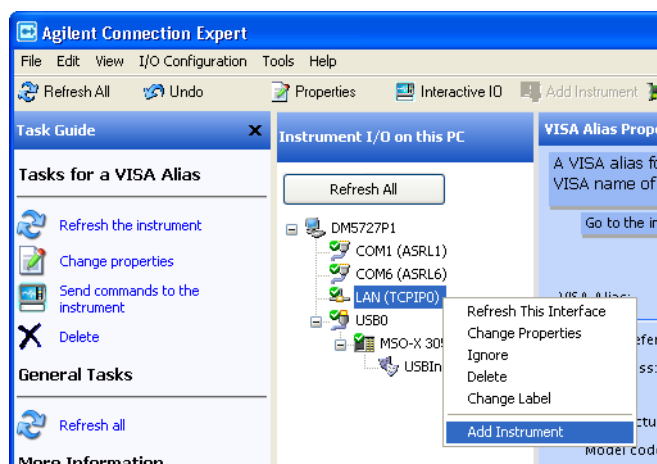 Agilent Connection Expert
File Edit View I/O Configuration Tools Help
Refresh All Undo Properties Interactive IO Add Instrument
Task Guide
Tasks for a VISA Alias
Refresh the instrument
Change properties
Send commands to the
instrument
Delete
General Tasks
Refresh all
More Information
Instrument I/O on this PC
Refresh All
DM5727P1
COM1 (ASRL1)
COM6 (ASRL6)
LAN (TCPIP0)
USB0
MSO-X 305
USBIn
Refresh This Interface
Change Properties
Ignore
Delete
Change Label
Add Instrument
VISA Alias Prope
A VISA alias fo
VISA name of
Go to the in
VISA Alias:
efer
ss:
ctu
Model cod